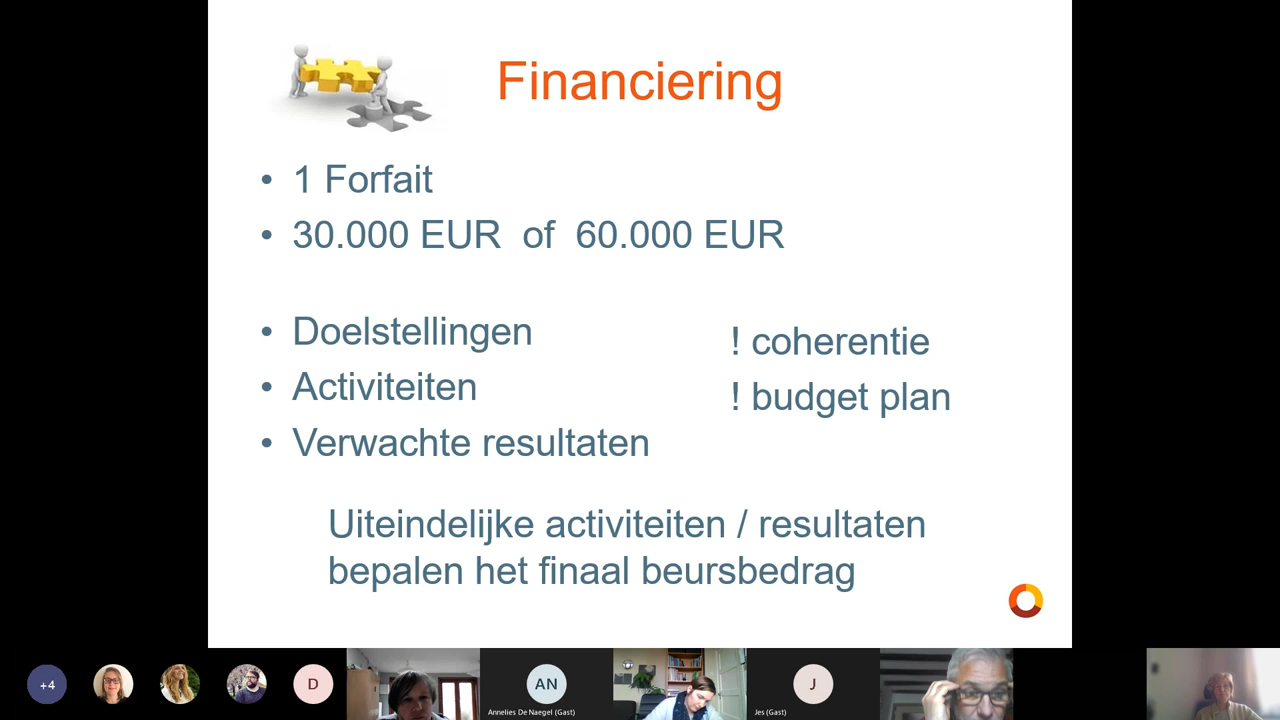 Financiering
• 1 Forfait
• 30.000 EUR of 60.000 EUR
• Doelstellingen
• Activiteiten
• Verwachte resultaten
! coherentie
! budget plan
Uiteindelijke activiteiten / resultaten
bepalen het finaal beursbedrag
+4
D
AN
Annelies De Naegel (Gast)
J
Jes (Gast)